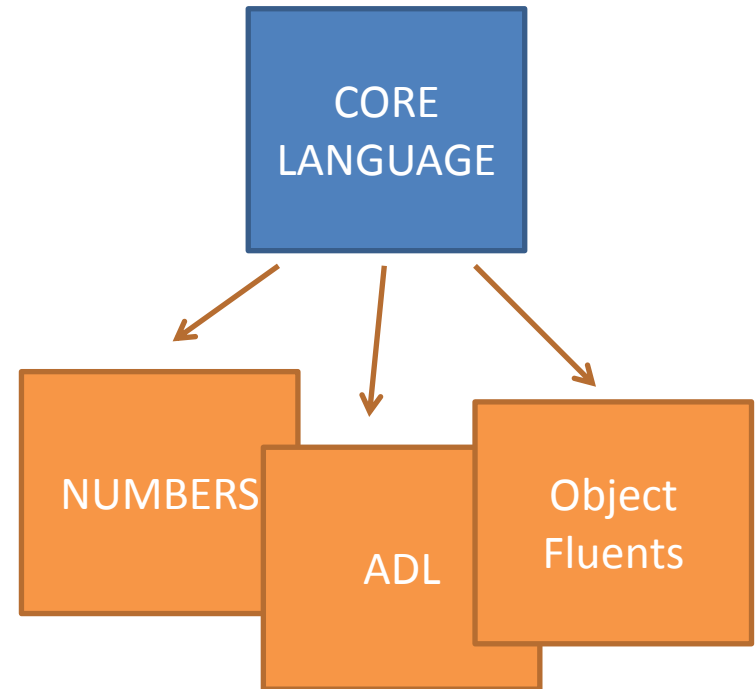 CORE
LANGUAGE
NUMBERS
ADL
Object
Fluents